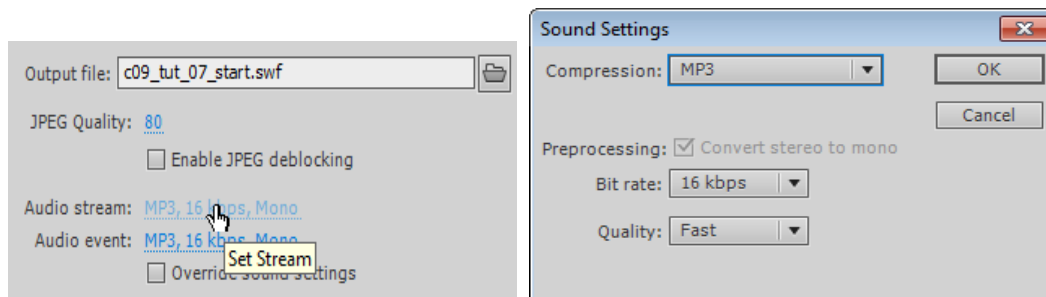 Output file: c09_tut_07_start.swf
JPEG Quality: 80
Enable JPEG deblocking
Audio stream: MP3, 16 kbps, Mono
Audio event: MP3, 16 kbps, Mono
Set Stream
Override sound settings
Sound Settings
Compression: MP3
OK
Cancel
Preprocessing: Convert stereo to mono
Bit rate: 16 kbps
Quality: Fast